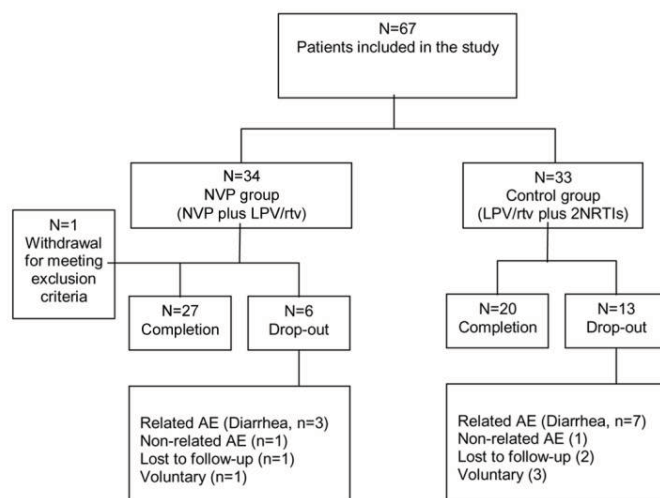 N=67
Patients included in the study
N=34
NVP group
(NVP plus LPV/rtv)
N=33
Control group
(LPV/rtv plus 2NRTIs)
N=1
Withdrawal
for meeting
exclusion
criteria
N=27
Completion
N=6
Drop-out
N=20
Completion
N=13
Drop-out
Related AE (Diarrhea, n=3)
Non-related AE (n=1)
Lost to follow-up (n=1)
Voluntary (n=1)
Related AE (Diarrhea, n=7)
Non-related AE (1)
Lost to follow-up (2)
Voluntary (3)